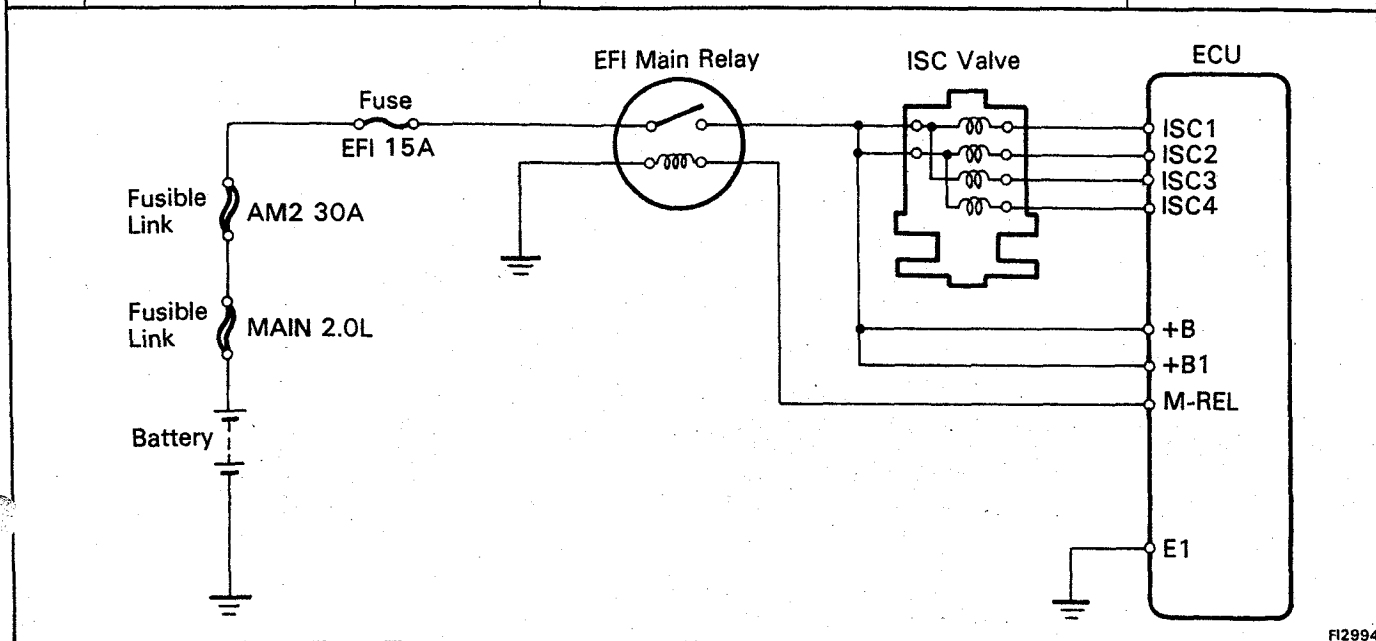 EFI Main Relay
ISC Valve
ECU
Fuse
EFI 15A
ISC1
ISC2
ISC3
ISC4
Fusible
Link
AM2 30A
Fusible
Link
MAIN 2.0L
+B
+B1
M-REL
Battery
E1
FI2994